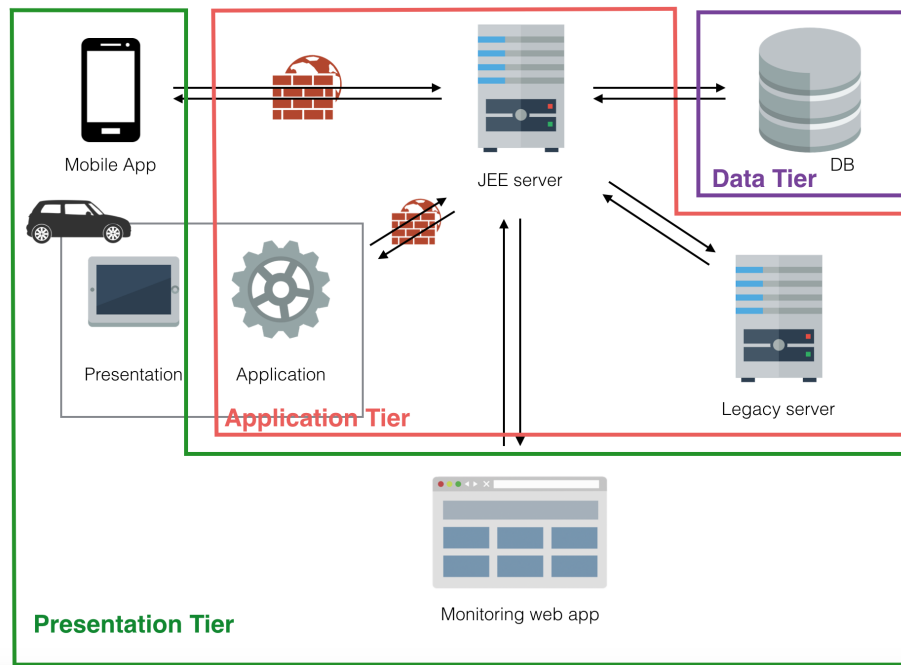 Mobile App
JEE server
DB
Data Tier
Presentation
Application
Legacy server
Application Tier
Monitoring web app
Presentation Tier